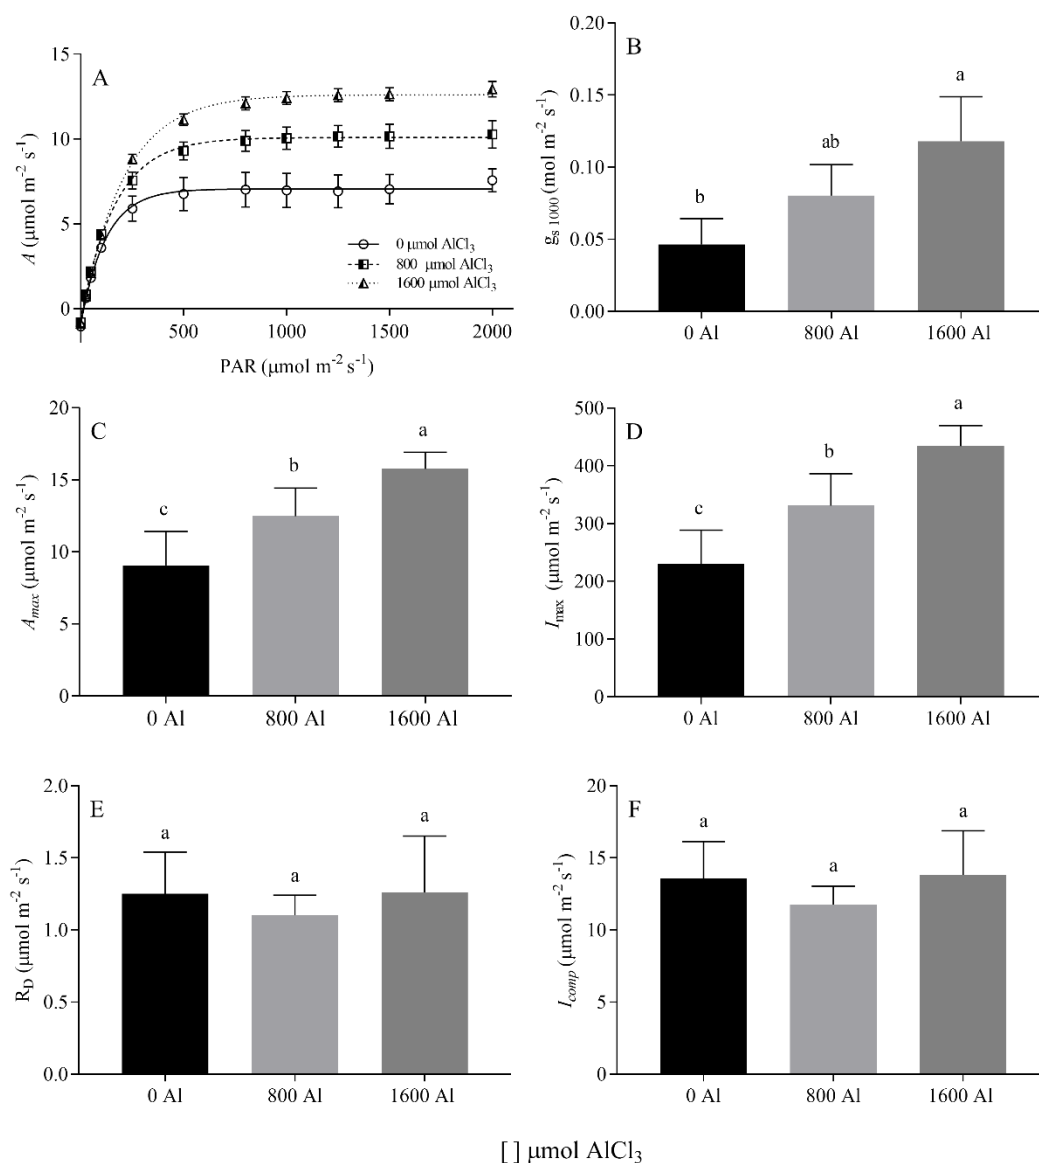 A
A (μmol m⁻² s⁻¹)
15
10
5
0
500
1000
1500
2000
PAR (μmol m⁻² s⁻¹)
0 μmol AlCl₃
800 μmol AlCl₃
1600 μmol AlCl₃
B
gₛ ₁₀₀₀ (mol m⁻² s⁻¹)
0.20
0.15
0.10
0.05
0.00
b
ab
a
0 Al
800 Al
1600 Al
C
Amax (μmol m⁻² s⁻¹)
20
15
10
5
0
c
b
a
0 Al
800 Al
1600 Al
D
Imax (μmol m⁻² s⁻¹)
500
400
300
200
100
0
c
b
a
0 Al
800 Al
1600 Al
E
R_D (μmol m⁻² s⁻¹)
2.0
1.5
1.0
0.5
0.0
a
a
a
0 Al
800 Al
1600 Al
F
Icomp (μmol m⁻² s⁻¹)
20
15
10
5
0
a
a
a
0 Al
800 Al
1600 Al
[ ] μmol AlCl₃